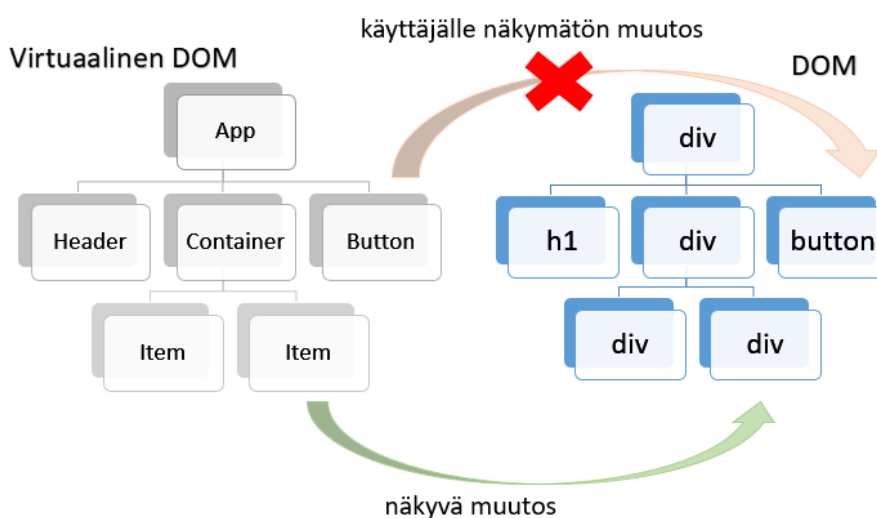 käyttäjälle näkymätön muutos
Virtuaalinen DOM
DOM
App
Header
Container
Button
Item
Item
div
h1
div
button
div
div
näkyvä muutos